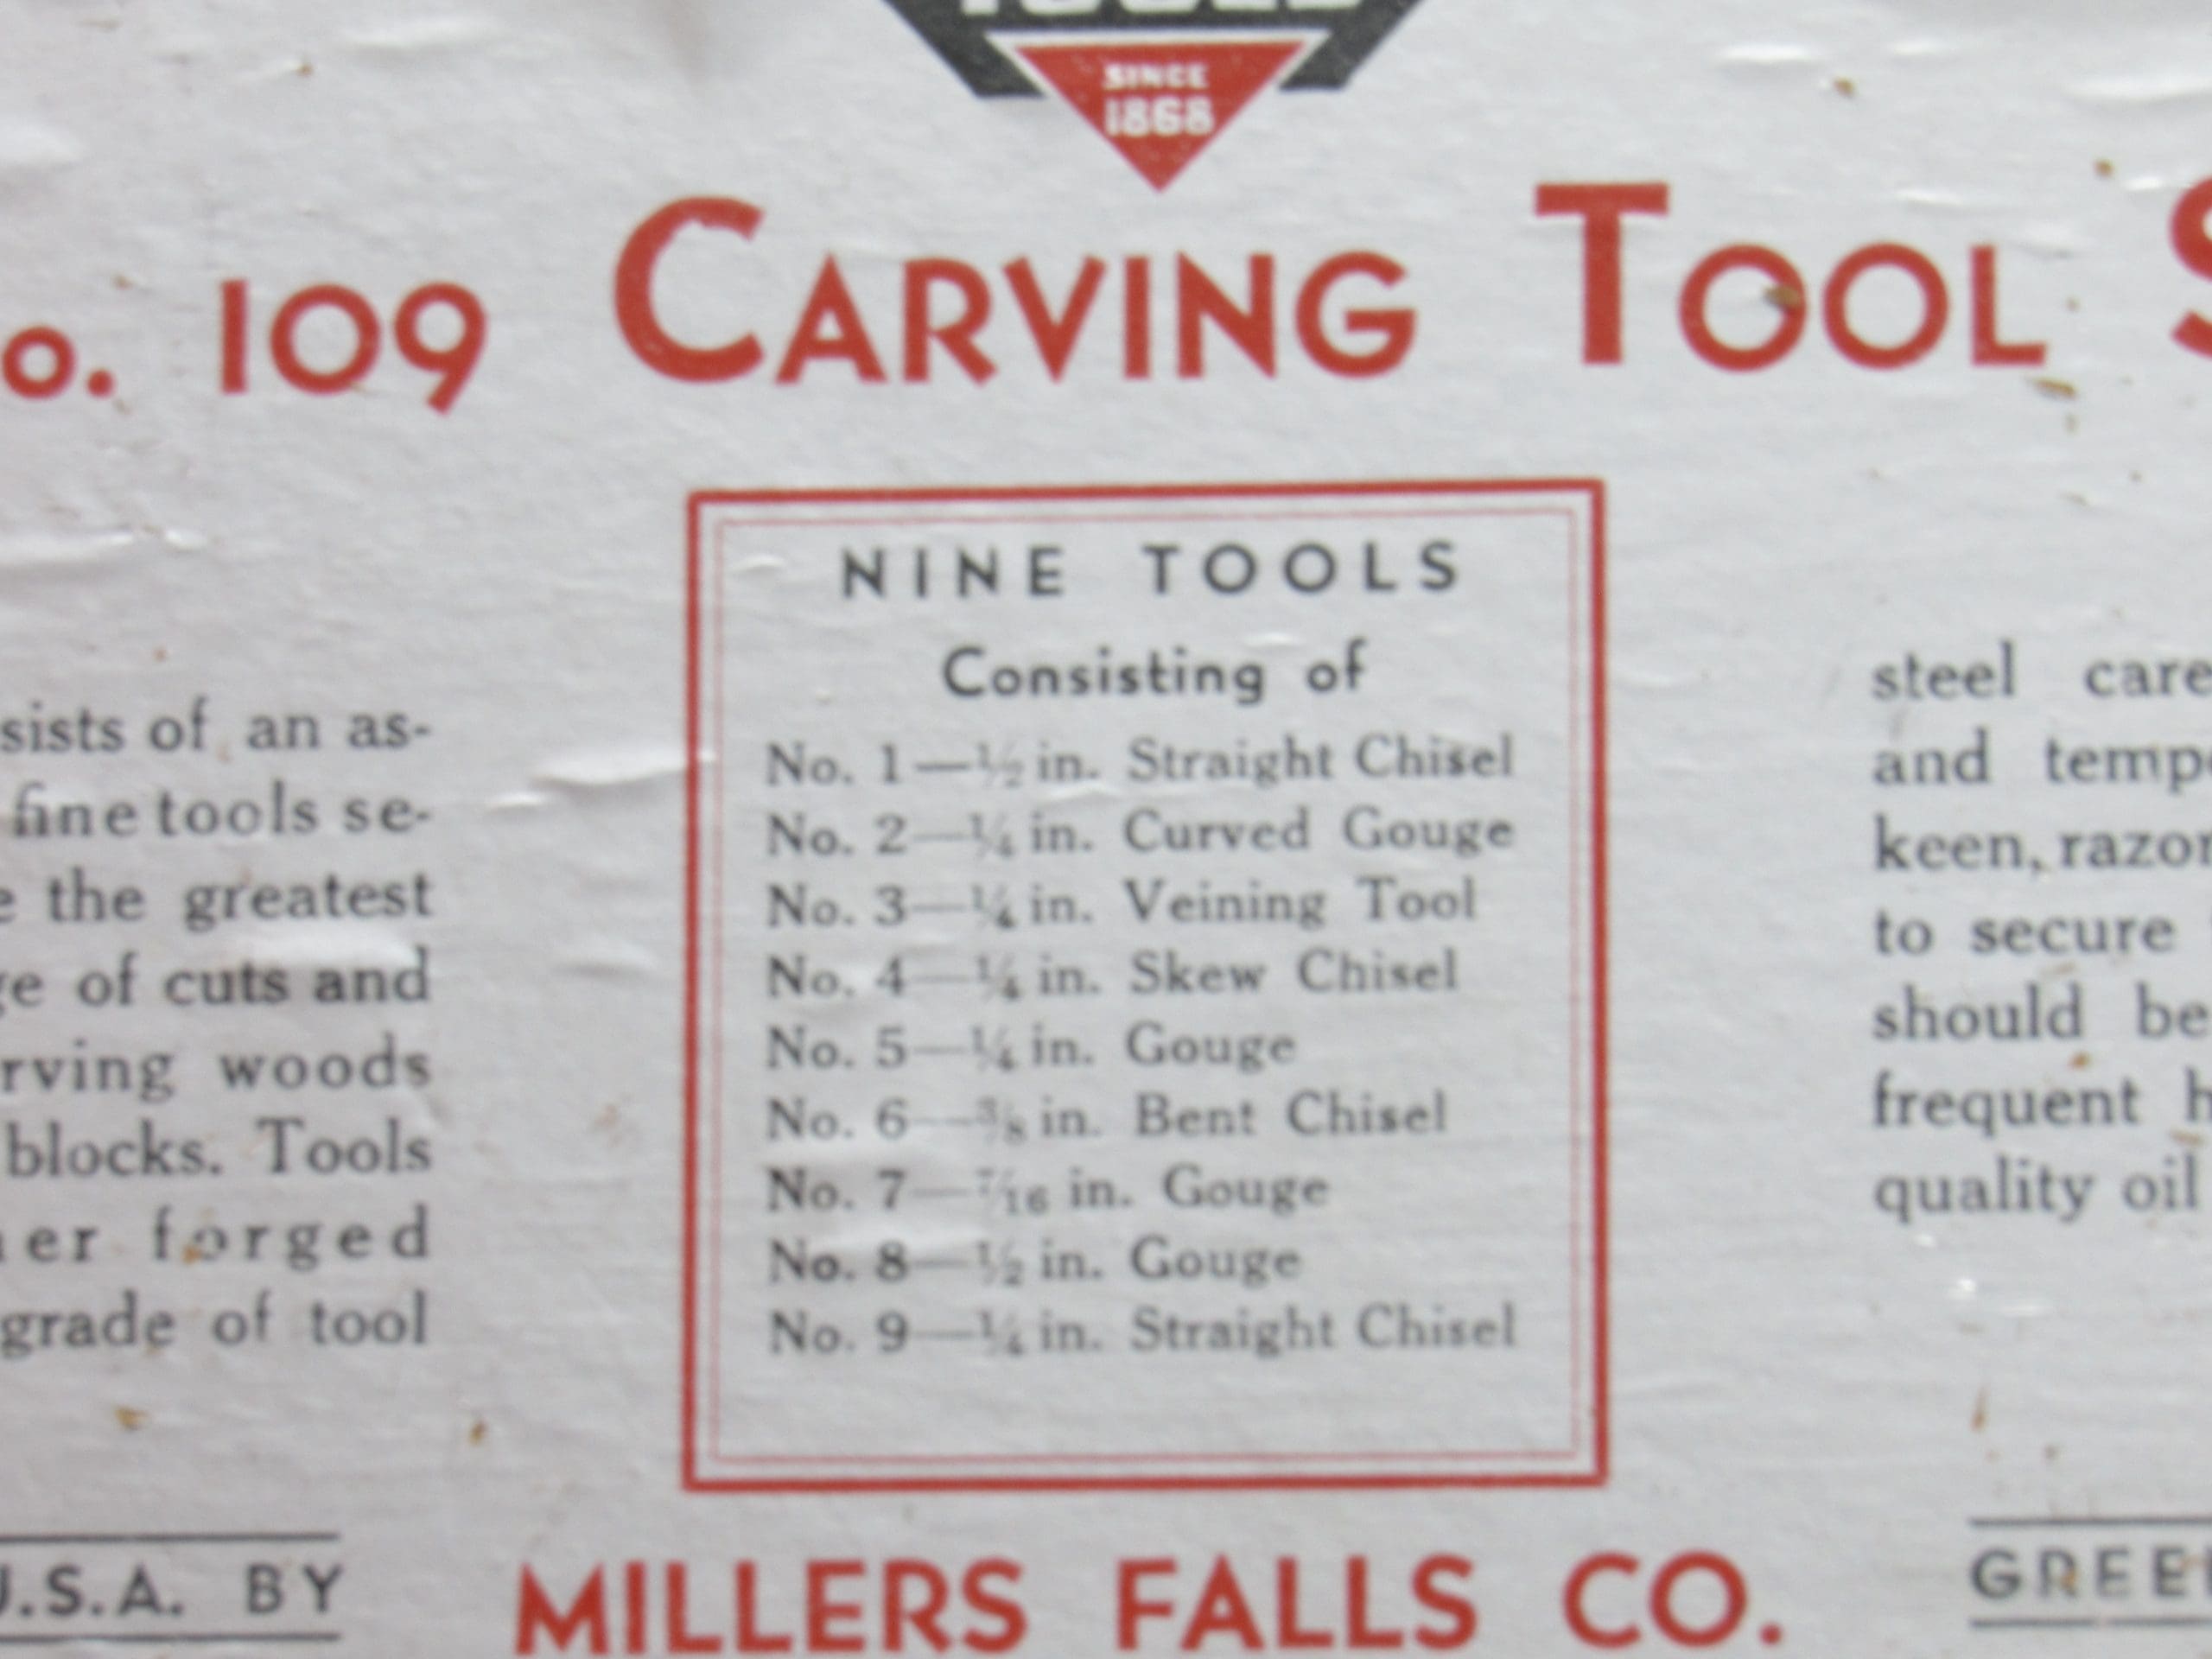 SINCE
1868
o. 109 CARVING TOOL S
NINE TOOLS
Consisting of
No. 1—½ in. Straight Chisel
No. 2—¼ in. Curved Gouge
No. 3—¼ in. Veining Tool
No. 4—¼ in. Skew Chisel
No. 5—¼ in. Gouge
No. 6—⅜ in. Bent Chisel
No. 7—7/16 in. Gouge
No. 8—½ in. Gouge
No. 9—¼ in. Straight Chisel
sists of an as-
fine tools se-
e the greatest
ge of cuts and
rving woods
blocks. Tools
er forged
grade of tool
steel care
and temp
keen, razor
to secure
should be
frequent h
quality oil
U.S.A. BY
MILLERS FALLS CO.
GREE